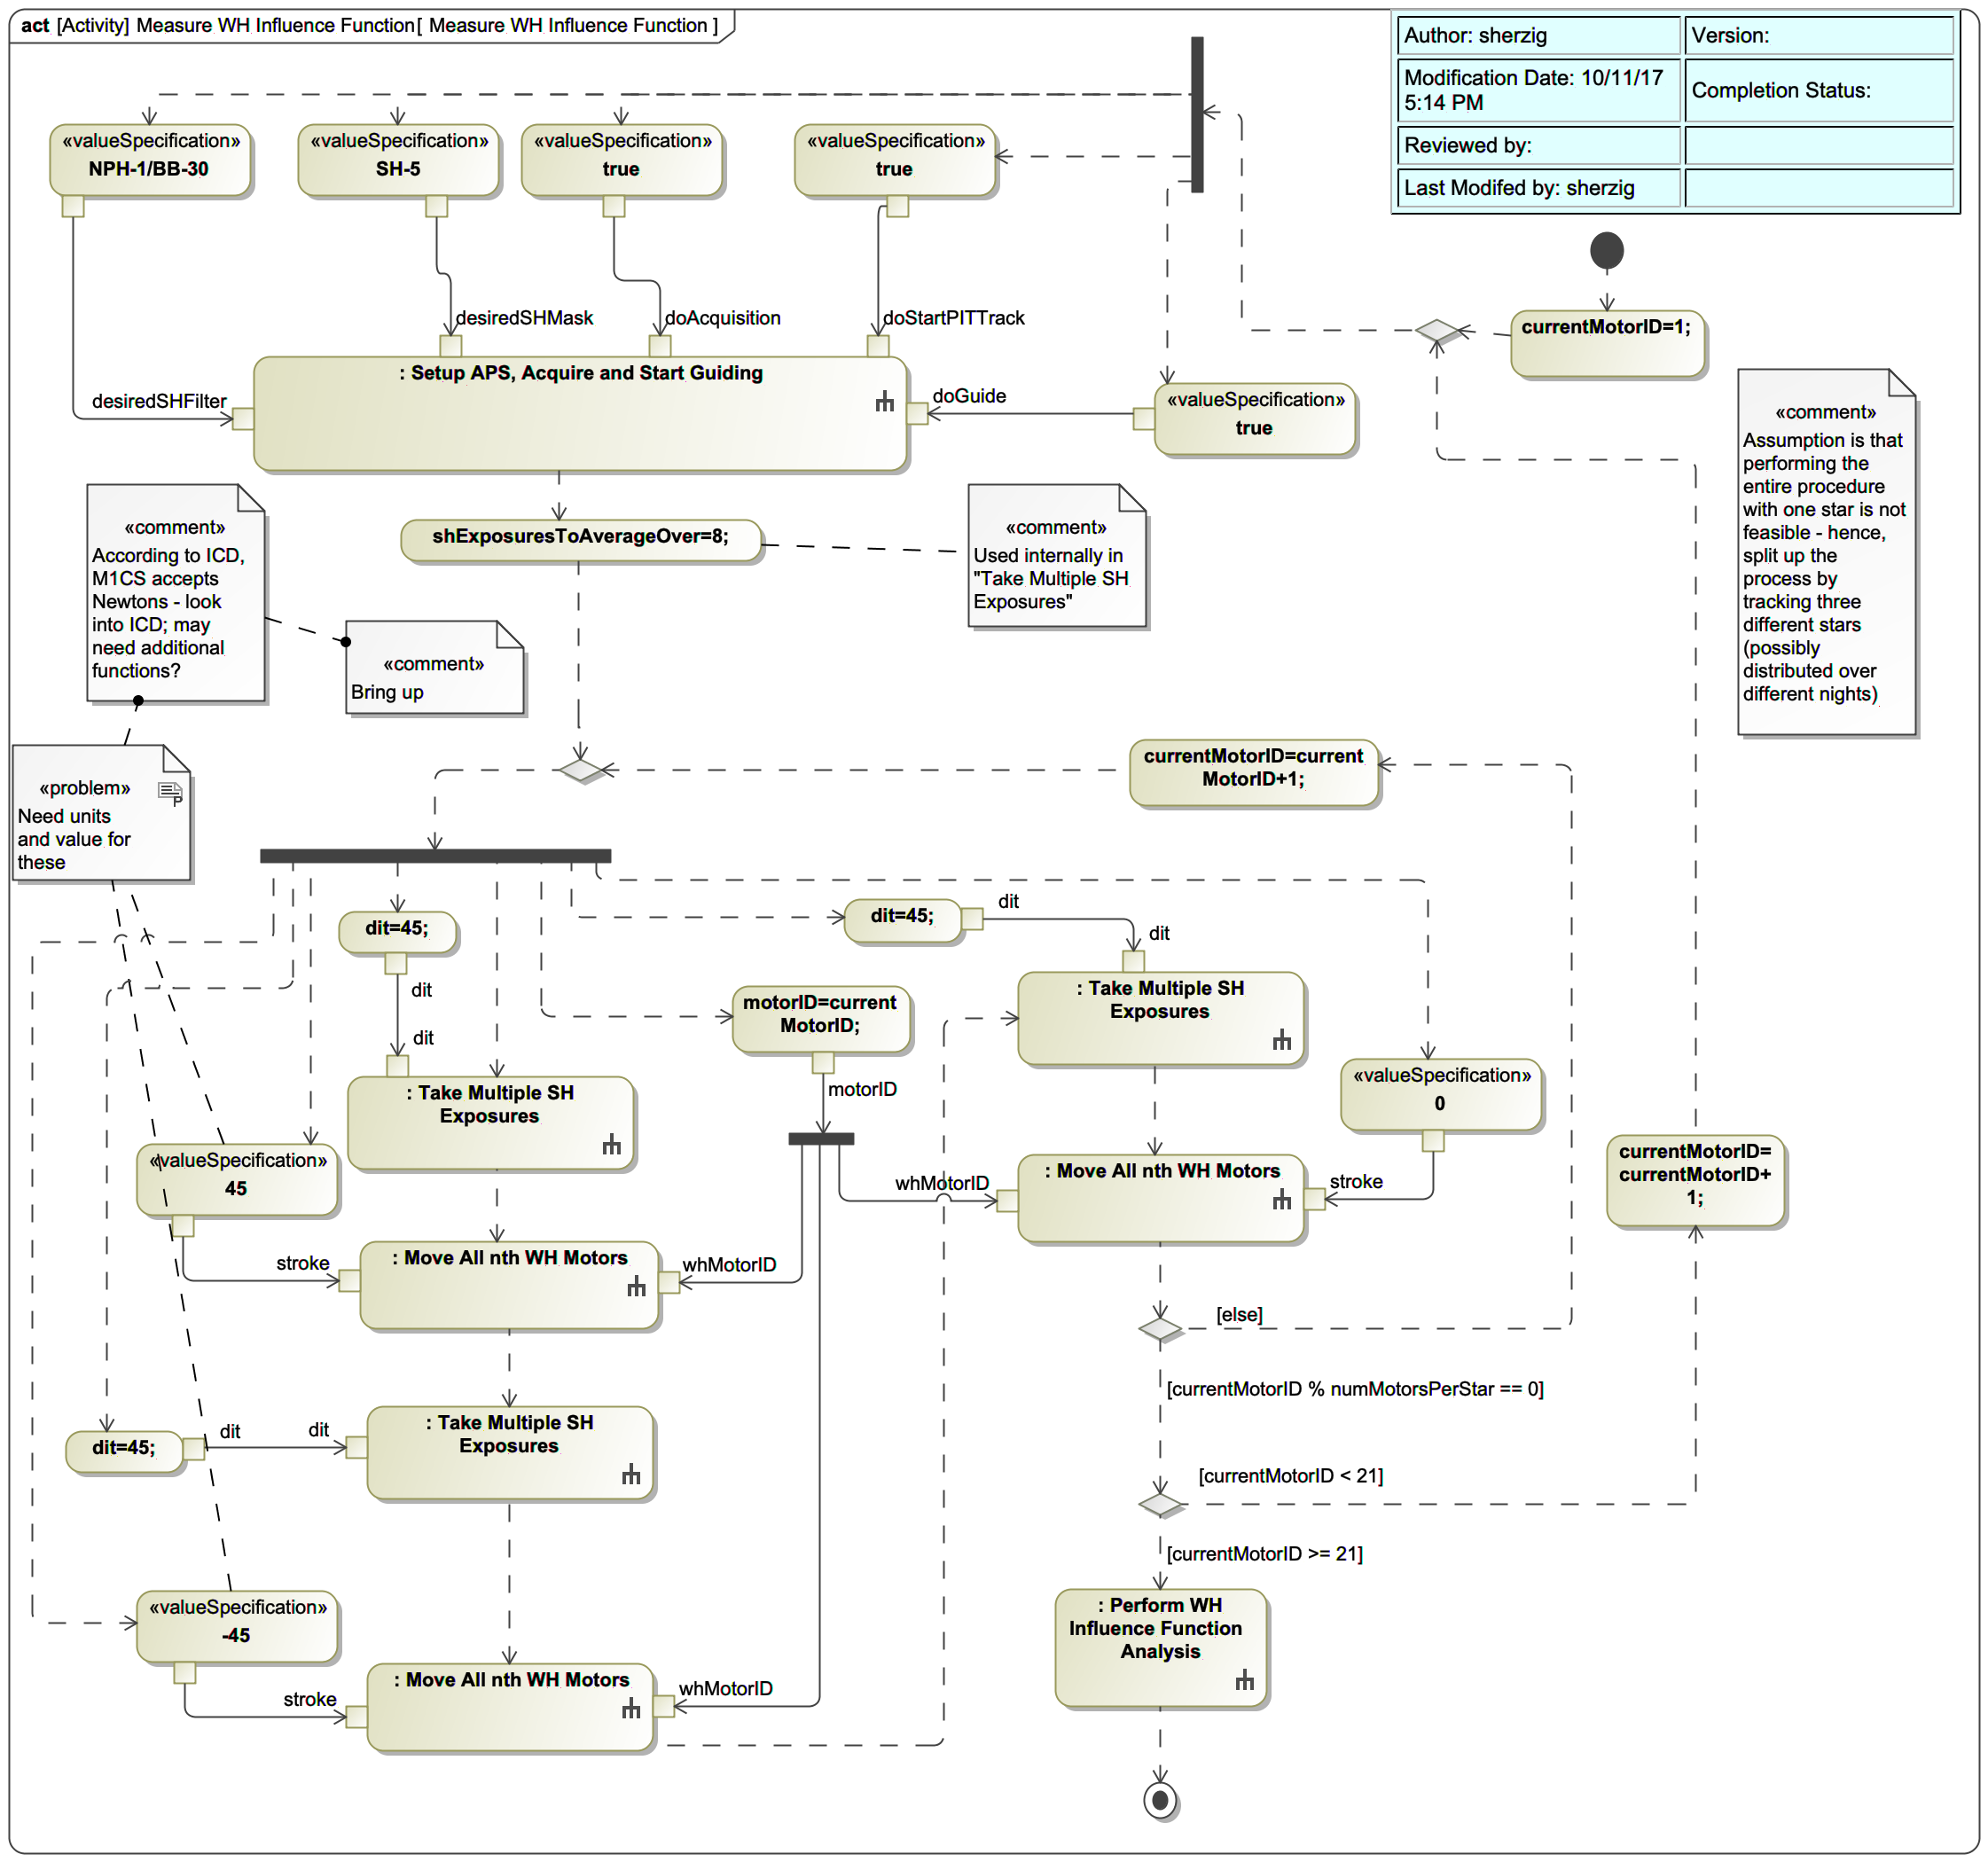 act [Activity] Measure WH Influence Function[ Measure WH Influence Function ]
Author: sherzig
Version:
Modification Date: 10/11/17
5:14 PM
Completion Status:
Reviewed by:
Last Modifed by: sherzig
«valueSpecification»
NPH-1/BB-30
«valueSpecification»
SH-5
«valueSpecification»
true
«valueSpecification»
true
currentMotorID=1;
desiredSHMask
doAcquisition
doStartPITTrack
: Setup APS, Acquire and Start Guiding
desiredSHFilter
doGuide
«valueSpecification»
true
«comment»
Assumption is that
performing the
entire procedure
with one star is not
feasible - hence,
split up the
process by
tracking three
different stars
(possibly
distributed over
different nights)
«comment»
According to ICD,
M1CS accepts
Newtons - look
into ICD; may
need additional
functions?
shExposuresToAverageOver=8;
«comment»
Used internally in
"Take Multiple SH
Exposures"
«comment»
Bring up
«problem»
Need units
and value for
these
currentMotorID=current
MotorID+1;
dit=45;
dit
dit
dit=45;
dit
dit
motorID=current
MotorID;
motorID
: Take Multiple SH
Exposures
: Take Multiple SH
Exposures
«valueSpecification»
0
«valueSpecification»
45
whMotorID
: Move All nth WH Motors
stroke
currentMotorID=
currentMotorID+
1;
stroke
: Move All nth WH Motors
whMotorID
[else]
[currentMotorID % numMotorsPerStar == 0]
dit=45;
dit
dit
: Take Multiple SH
Exposures
[currentMotorID < 21]
[currentMotorID >= 21]
«valueSpecification»
-45
: Perform WH
Influence Function
Analysis
stroke
: Move All nth WH Motors
whMotorID